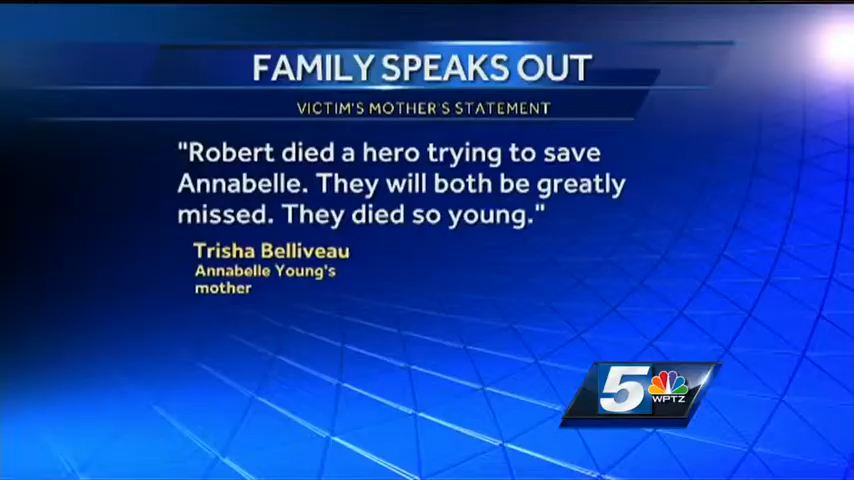 FAMILY SPEAKS OUT
VICTIM'S MOTHER'S STATEMENT
"Robert died a hero trying to save
Annabelle. They will both be greatly
missed. They died so young."
Trisha Belliveau
Annabelle Young's
mother
5
WPTZ